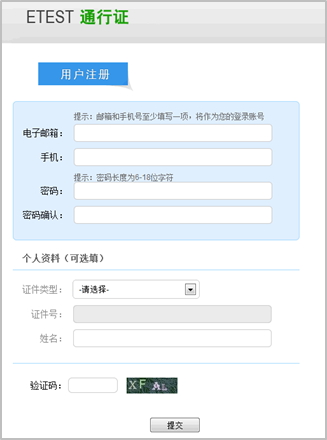 ETEST 通行证
用户注册
提示：邮箱和手机号至少填写一项，将作为您的登录账号
电子邮箱：
手机：
提示：密码长度为6-18位字符
密码：
密码确认：
个人资料（可选填）
证件类型： -请选择-
证件号：
姓名：
验证码： XF AL
提交